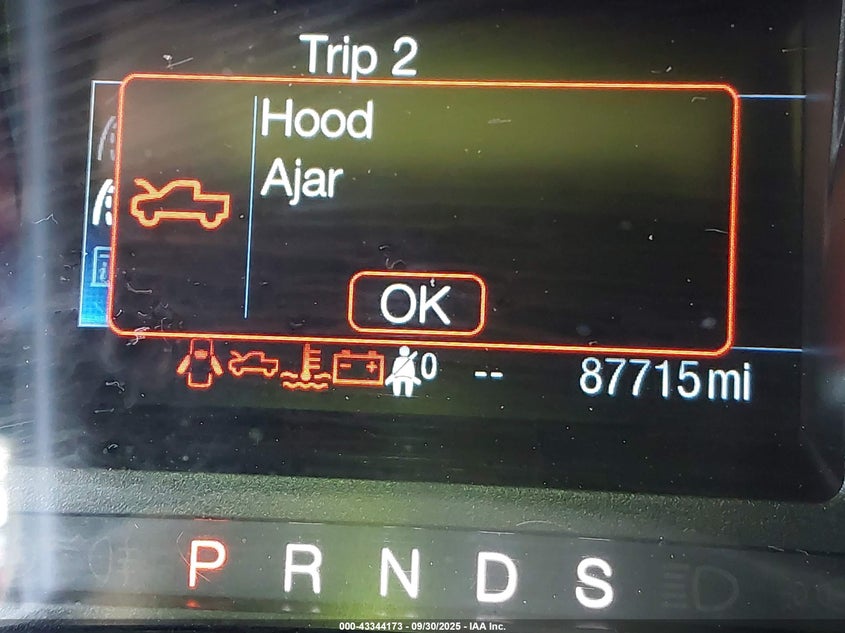 Trip 2
Hood
Ajar
OK
0 -- 87715 mi
P R N D S
000-43344173 - 09/30/2025 - IAA Inc.